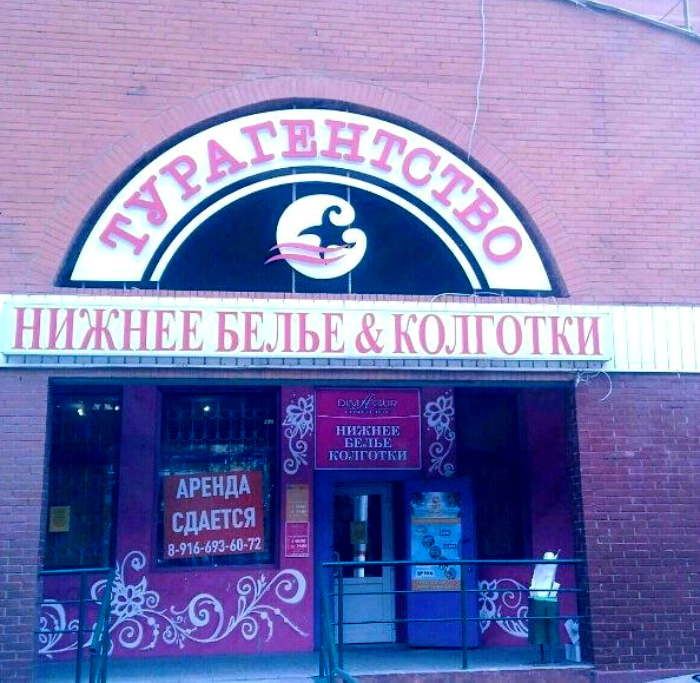 ТУРАГЕНТСТВО
НИЖНЕЕ БЕЛЬЕ & КОЛГОТКИ
НИЖНЕЕ
БЕЛЬЕ
КОЛГОТКИ
АРЕНДА
СДАЕТСЯ
8-916-693-60-72